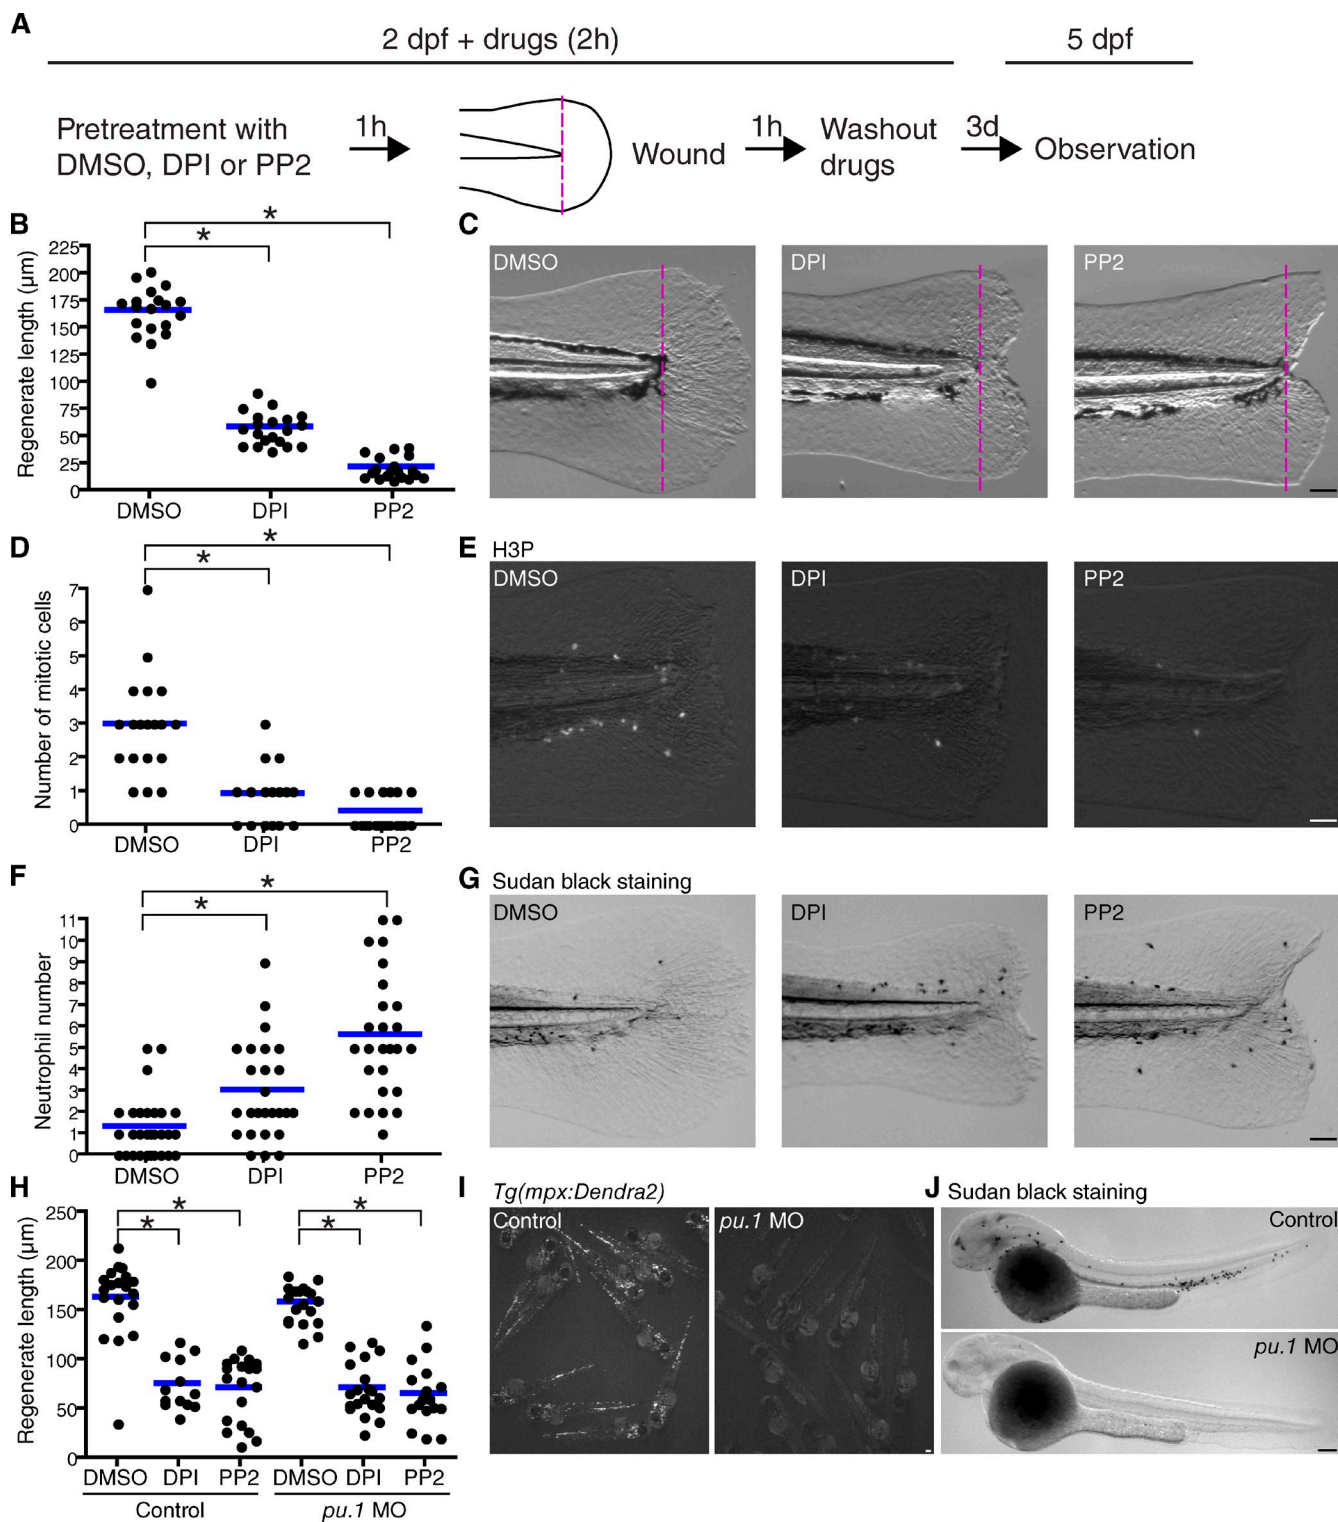 A
2 dpf + drugs (2h)
5 dpf
Pretreatment with
DMSO, DPI or PP2
1h
Wound
1h
Washout
drugs
3d
Observation
B
*
*
Regenerate length (µm)
225
200
175
150
125
100
75
50
25
0
DMSO DPI PP2
C
DMSO
DPI
PP2
D
*
*
Number of mitotic cells
7
6
5
4
3
2
1
0
DMSO DPI PP2
E H3P
DMSO
DPI
PP2
F
*
*
Neutrophil number
11
10
9
8
7
6
5
4
3
2
1
0
DMSO DPI PP2
G Sudan black staining
DMSO
DPI
PP2
H
*
*
*
*
Regenerate length (µm)
250
200
150
100
50
0
DMSO DPI PP2 DMSO DPI PP2
Control pu.1 MO
I Tg(mpx:Dendra2)
Control
pu.1 MO
J Sudan black staining
Control
pu.1 MO